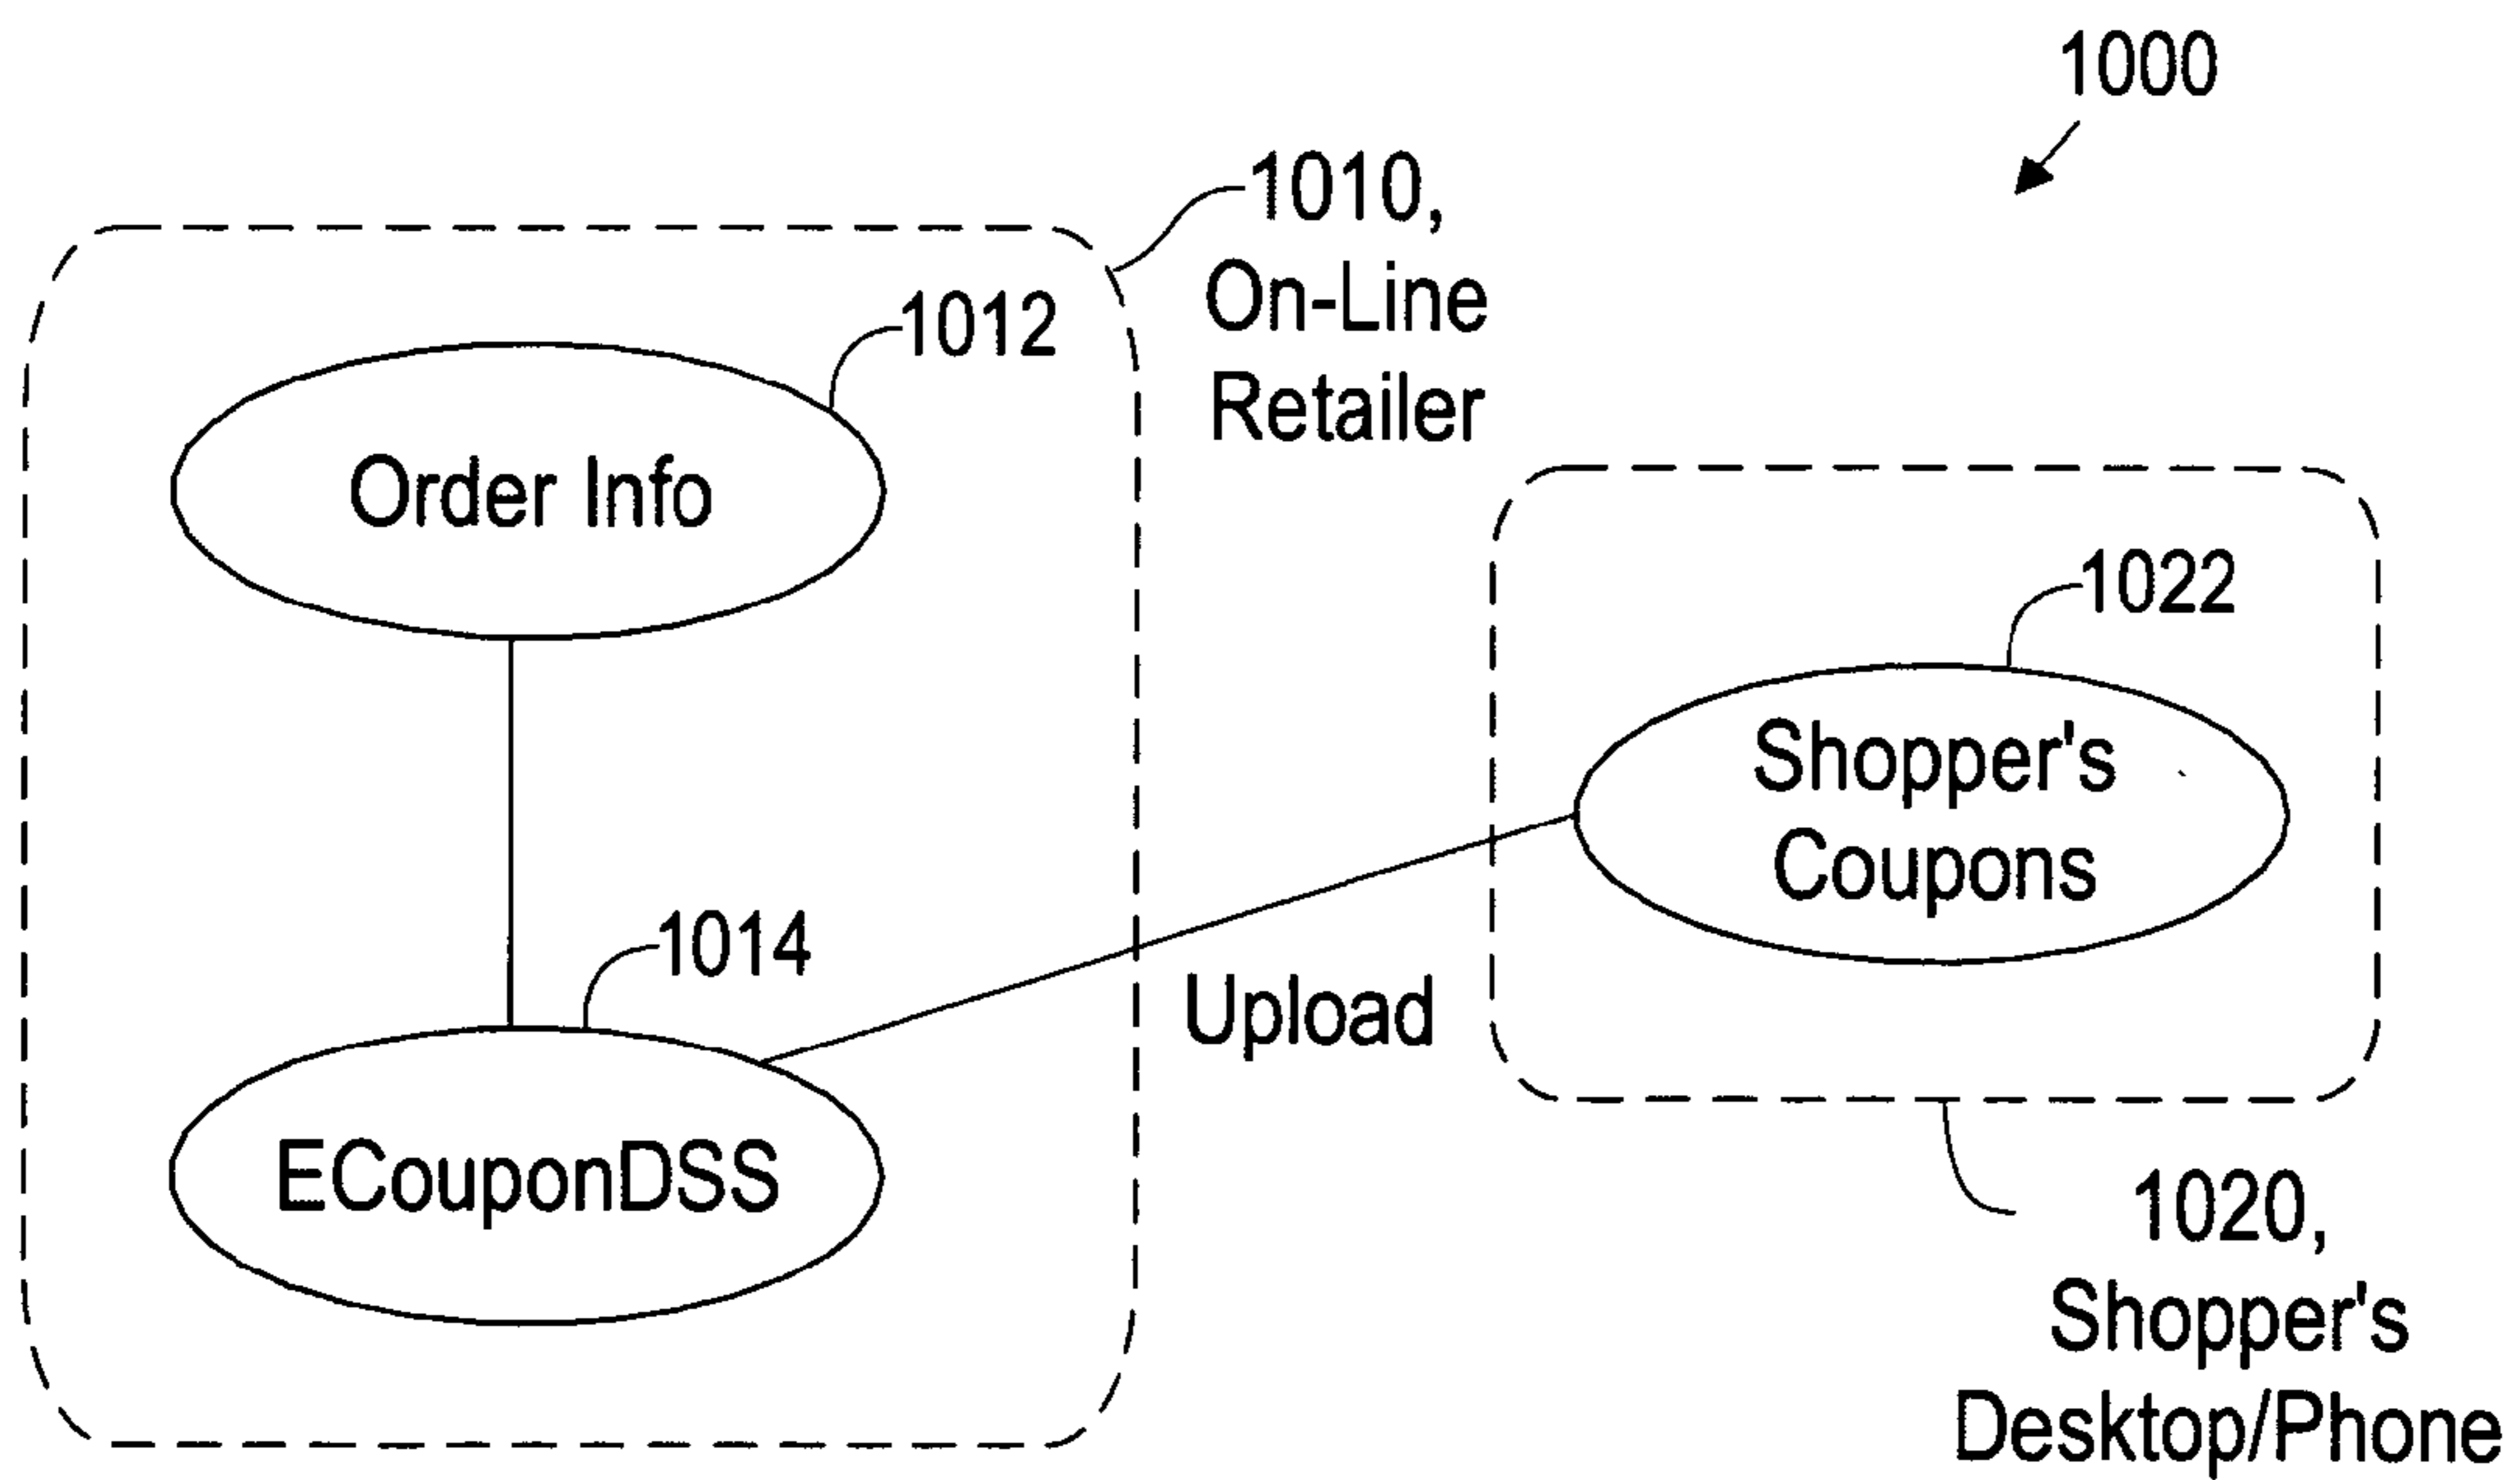 1000
1010,
On-Line
Retailer
1012
Order Info
1022
Shopper's
Coupons
1014
Upload
ECouponDSS
1020,
Shopper's
Desktop/Phone